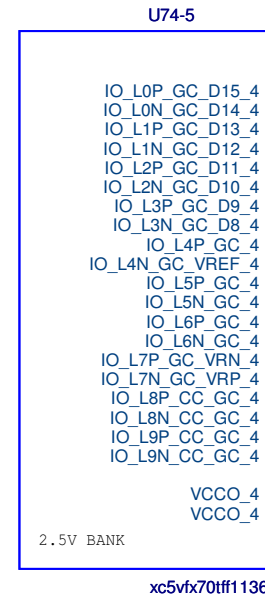 U74-5
IO_L0P_GC_D15_4
IO_L0N_GC_D14_4
IO_L1P_GC_D13_4
IO_L1N_GC_D12_4
IO_L2P_GC_D11_4
IO_L2N_GC_D10_4
IO_L3P_GC_D9_4
IO_L3N_GC_D8_4
IO_L4P_GC_4
IO_L4N_GC_VREF_4
IO_L5P_GC_4
IO_L5N_GC_4
IO_L6P_GC_4
IO_L6N_GC_4
IO_L7P_GC_VRN_4
IO_L7N_GC_VRP_4
IO_L8P_CC_GC_4
IO_L8N_CC_GC_4
IO_L9P_CC_GC_4
IO_L9N_CC_GC_4
VCCO_4
VCCO_4
2.5V BANK
xc5vfx70tff1136